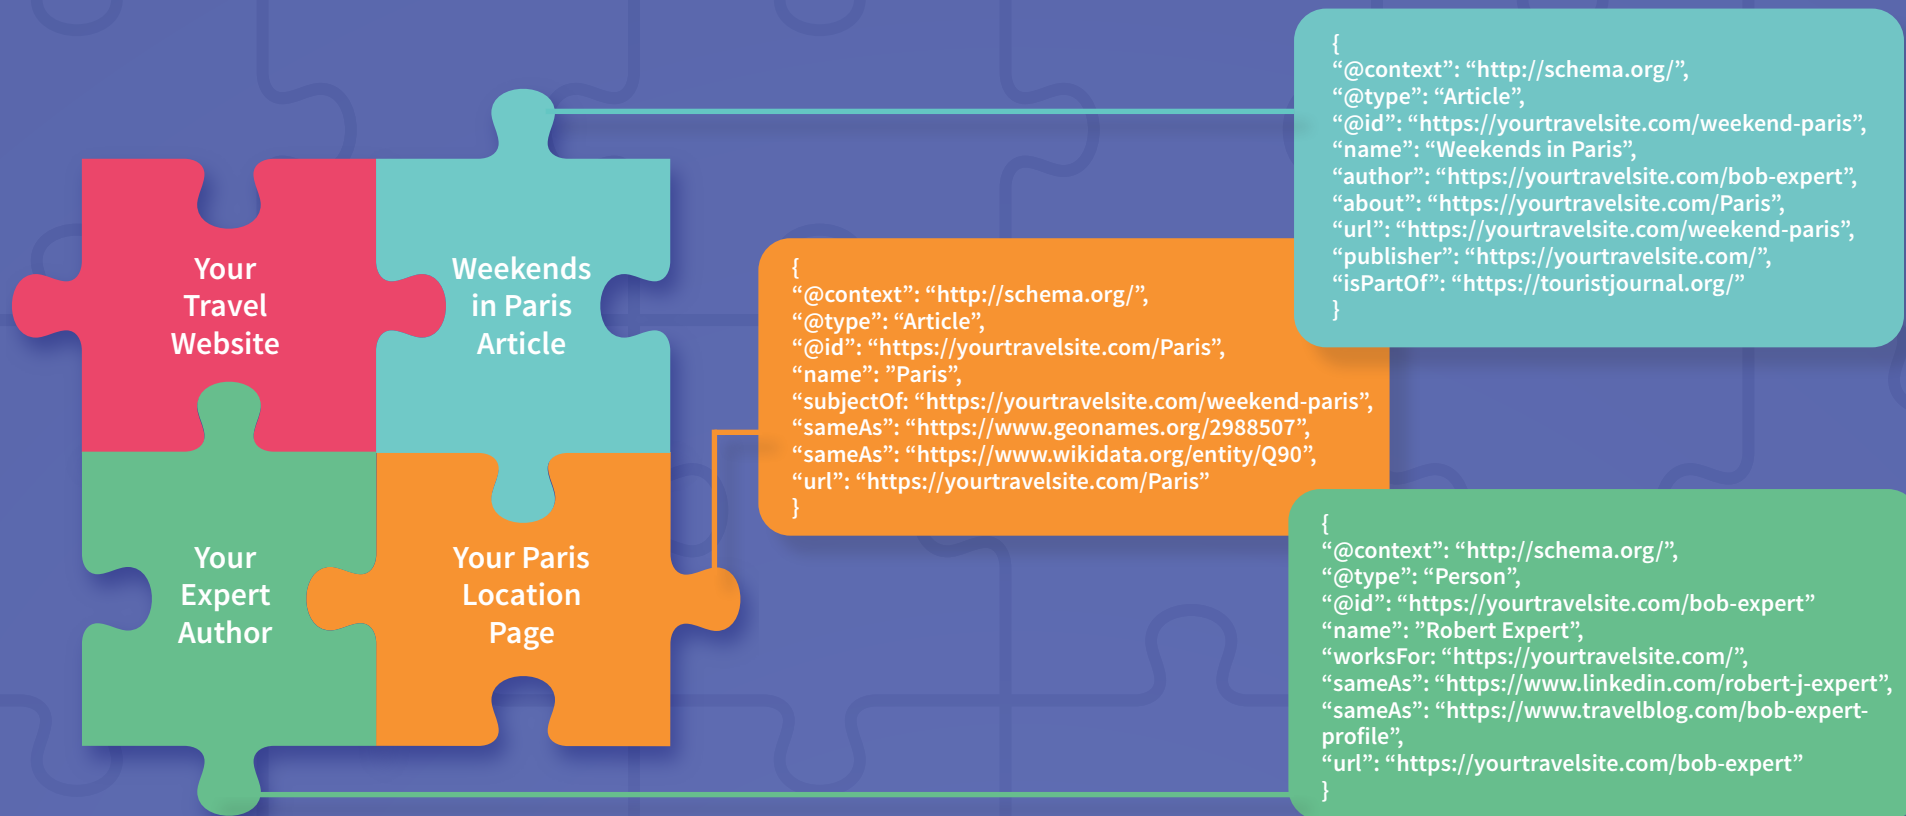 Your
Travel
Website
Weekends
in Paris
Article
Your
Expert
Author
Your Paris
Location
Page
{
“@context”: “http://schema.org/”,
“@type”: “Article”,
“@id”: “https://yourtravelsite.com/weekend-paris”,
“name”: “Weekends in Paris”,
“author”: “https://yourtravelsite.com/bob-expert”,
“about”: “https://yourtravelsite.com/Paris”,
“url”: “https://yourtravelsite.com/weekend-paris”,
“publisher”: “https://yourtravelsite.com/”,
“isPartOf”: “https://touristjournal.org/”
}
{
“@context”: “http://schema.org/”,
“@type”: “Article”,
“@id”: “https://yourtravelsite.com/Paris”,
“name”: ”Paris”,
“subjectOf: “https://yourtravelsite.com/weekend-paris”,
“sameAs”: “https://www.geonames.org/2988507”,
“sameAs”: “https://www.wikidata.org/entity/Q90”,
“url”: “https://yourtravelsite.com/Paris”
}
{
“@context”: “http://schema.org/”,
“@type”: “Person”,
“@id”: “https://yourtravelsite.com/bob-expert”
“name”: ”Robert Expert”,
“worksFor: “https://yourtravelsite.com/”,
“sameAs”: “https://www.linkedin.com/robert-j-expert”,
“sameAs”: “https://www.travelblog.com/bob-expert-
profile”,
“url”: “https://yourtravelsite.com/bob-expert”
}